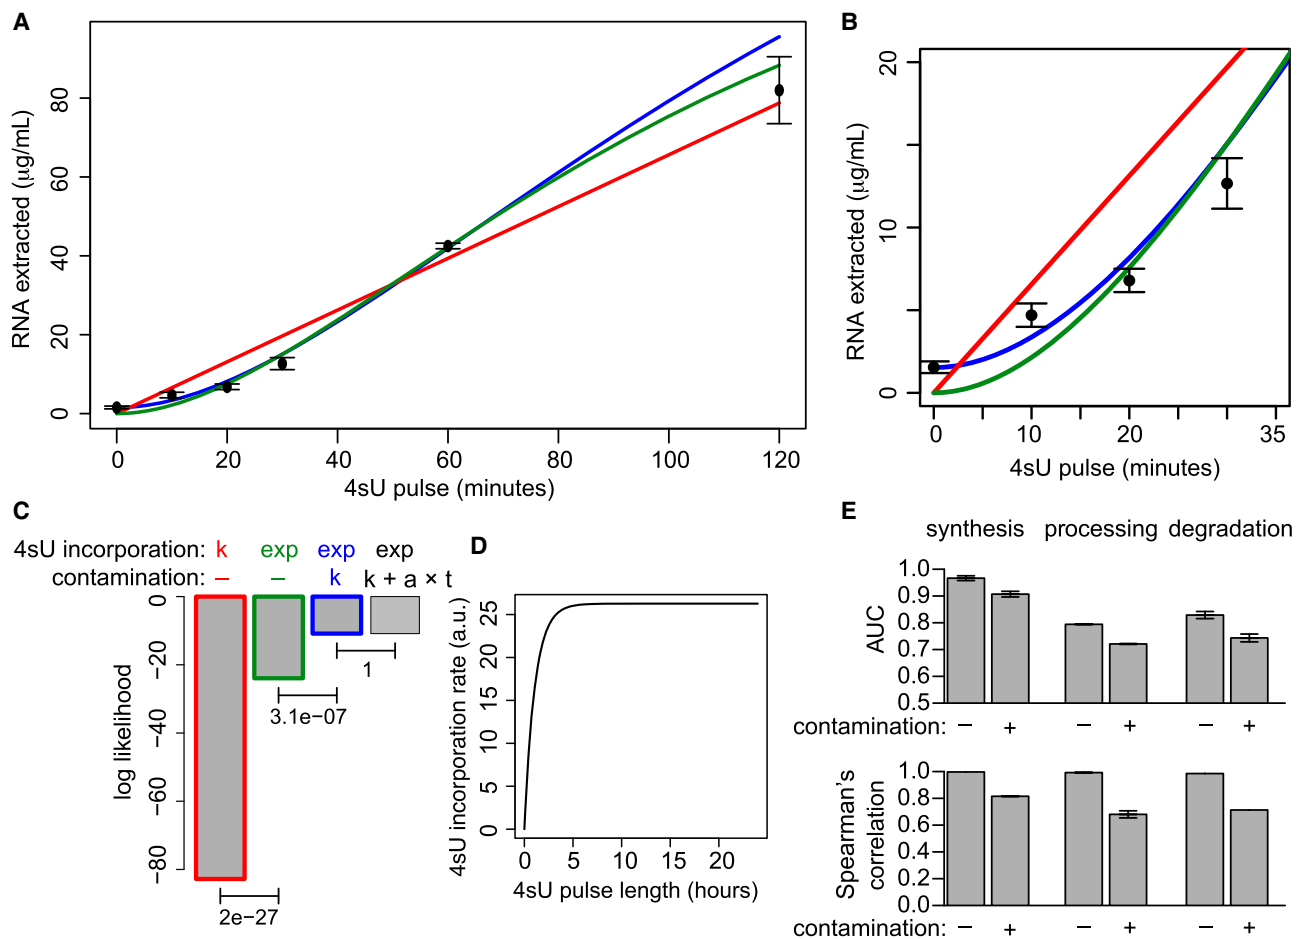 A
RNA extracted (μg/mL)
0 20 40 60 80
0 20 40 60 80 100 120
4sU pulse (minutes)
B
RNA extracted (μg/mL)
0 10 20
0 10 20 35
4sU pulse (minutes)
C
4sU incorporation: k exp exp exp
contamination: – – k k + a × t
log likelihood
0 −20 −40 −60 −80
1
3.1e−07
2e−27
D
4sU incorporation rate (a.u.)
0 5 10 15 20 25
0 5 10 15 20
4sU pulse length (hours)
E
synthesis processing degradation
AUC
1.0
0.9
0.8
0.7
0.6
0.5
contamination: – + – + – +
Spearman's
correlation
1.0
0.8
0.6
0.4
0.2
0.0
contamination: – + – + – +